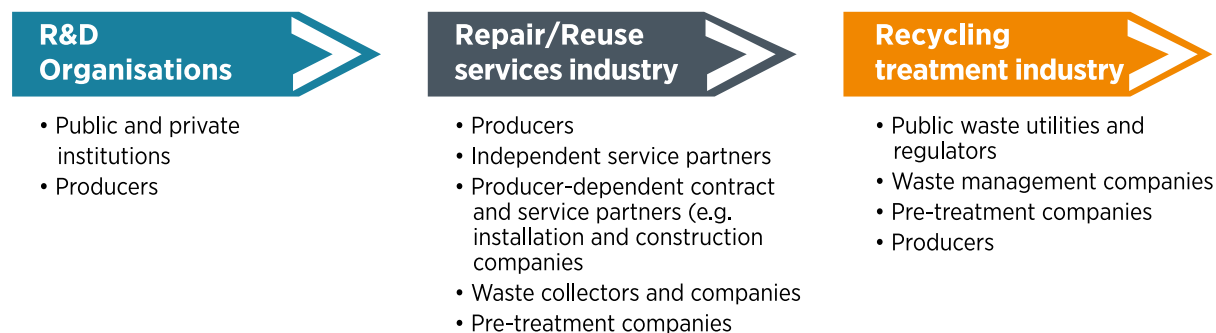 R&D
Organisations
• Public and private
institutions
• Producers
Repair/Reuse
services industry
• Producers
• Independent service partners
• Producer-dependent contract
and service partners (e.g.
installation and construction
companies
• Waste collectors and companies
• Pre-treatment companies
Recycling
treatment industry
• Public waste utilities and
regulators
• Waste management companies
• Pre-treatment companies
• Producers